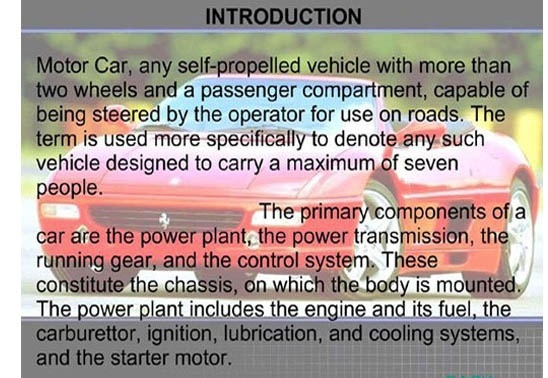 INTRODUCTION
Motor Car, any self-propelled vehicle with more than
two wheels and a passenger compartment, capable of
being steered by the operator for use on roads. The
term is used more specifically to denote any such
vehicle designed to carry a maximum of seven
people.
The primary components of a
car are the power plant, the power transmission, the
running gear, and the control system. These
constitute the chassis, on which the body is mounted.
The power plant includes the engine and its fuel, the
carburettor, ignition, lubrication, and cooling systems,
and the starter motor.